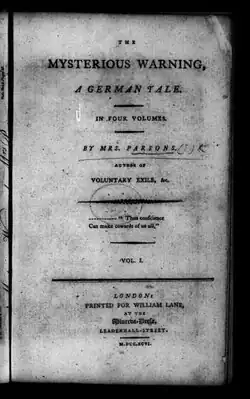 THE
MYSTERIOUS WARNING,
A GERMAN TALE.
IN FOUR VOLUMES.
BY MRS. PARSONS,
AUTHOR OF
VOLUNTARY EXILE, &c.
"Thus conscience
Can make cowards of us all,"
VOL. I.
LONDON:
PRINTED FOR WILLIAM LANE,
AT THE
Minerva-Press,
LEADENHALL-STREET.
M.DCC.XCVI.